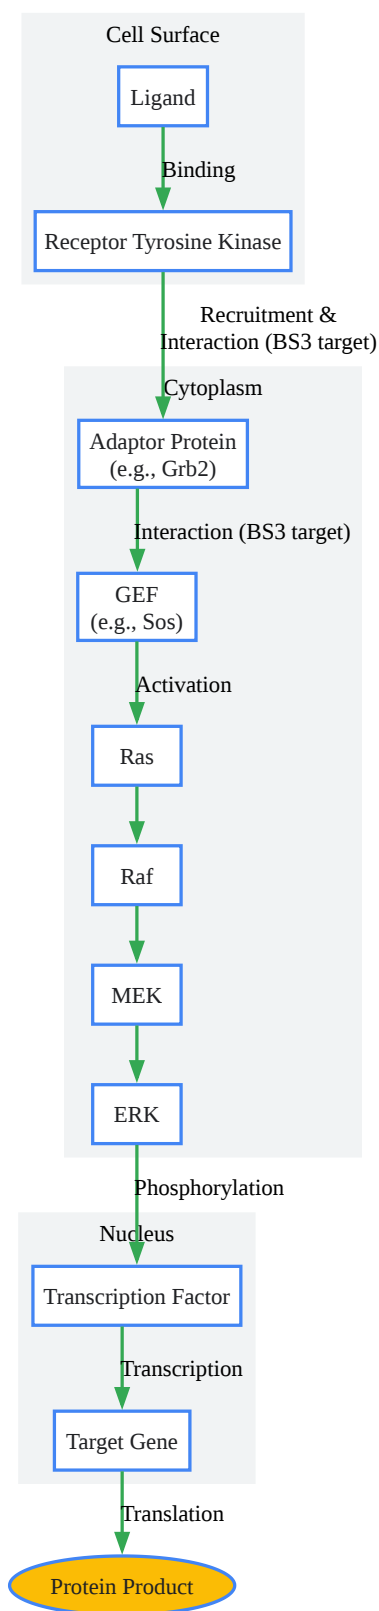 Cell Surface
Ligand
Binding
Receptor Tyrosine Kinase
Recruitment &
Interaction (BS3 target)
Cytoplasm
Adaptor Protein
(e.g., Grb2)
Interaction (BS3 target)
GEF
(e.g., Sos)
Activation
Ras
Raf
MEK
ERK
Phosphorylation
Nucleus
Transcription Factor
Transcription
Target Gene
Translation
Protein Product